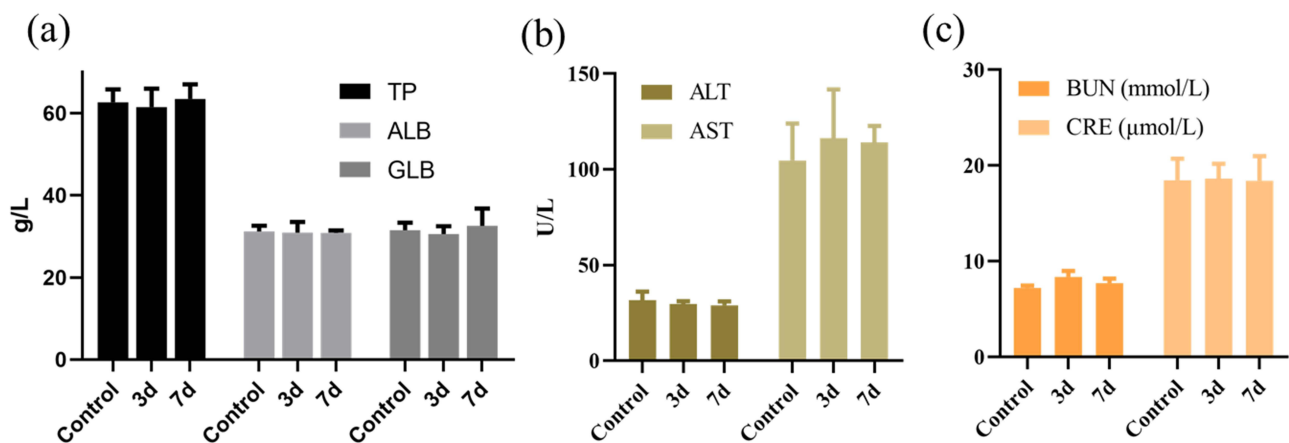 (a)
g/L
60
40
20
0
TP
ALB
GLB
Control 3d 7d Control 3d 7d Control 3d 7d
(b)
U/L
150
100
50
0
ALT
AST
Control 3d 7d Control 3d 7d
(c)
30
20
10
0
BUN (mmol/L)
CRE (μmol/L)
Control 3d 7d Control 3d 7d